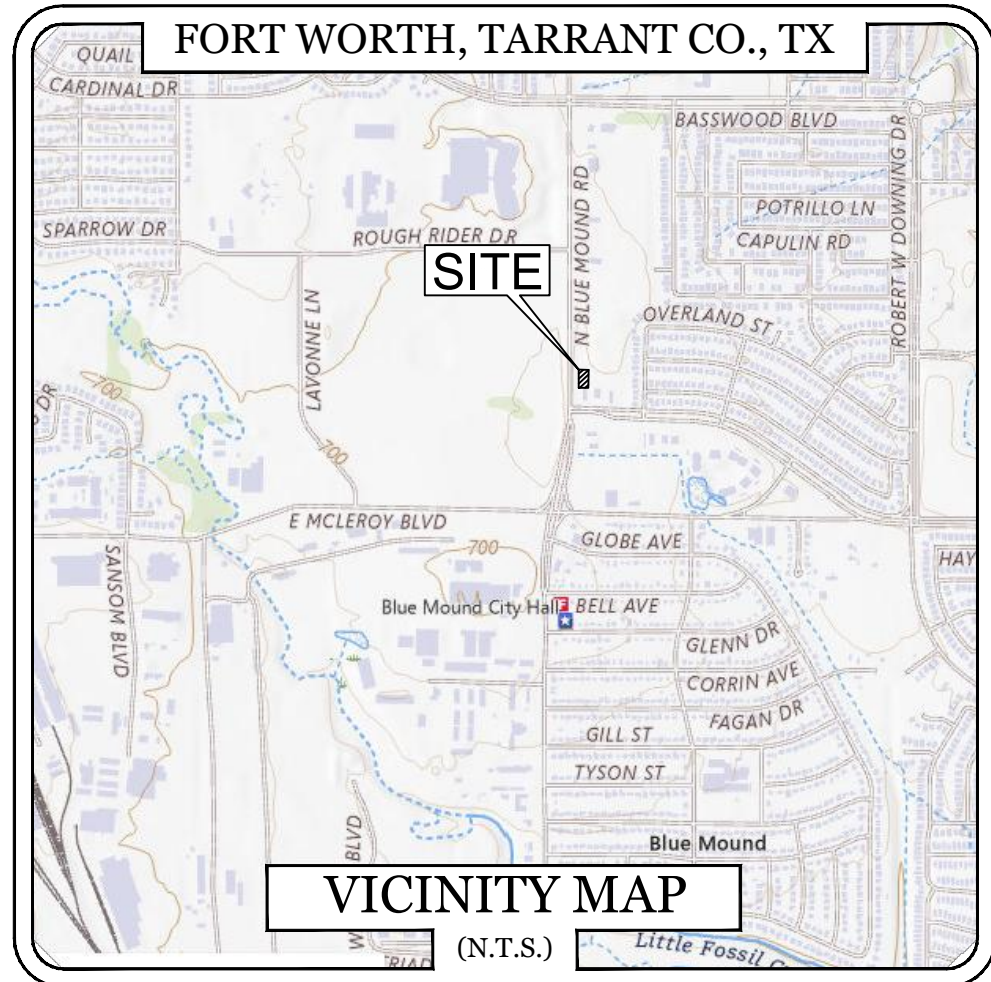 FORT WORTH, TARRANT CO., TX
QUAIL
CARDINAL DR
BASSWOOD BLVD
ROBERT W DOWNING DR
N BLUE MOUND RD
POTRILLO LN
SPARROW DR
ROUGH RIDER DR
CAPULIN RD
SITE
LAVONNE LN
OVERLAND ST
700
DR
700
E MCLEROY BLVD
GLOBE AVE
700
SANSOM BLVD
HAY
Blue Mound City Hall
F
BELL AVE
GLENN DR
CORRIN AVE
FAGAN DR
GILL ST
TYSON ST
BLVD
Blue Mound
VICINITY MAP
W
(N.T.S.)
Little Fossil C